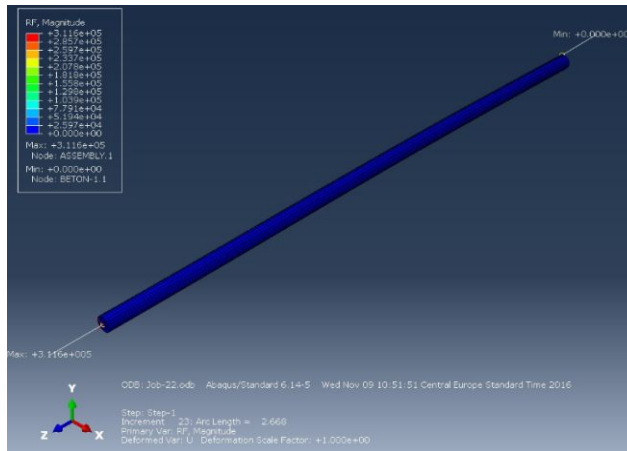 RF, Magnitude
+3.116e+05
+2.857e+05
+2.597e+05
+2.337e+05
+2.078e+05
+1.818e+05
+1.558e+05
+1.298e+05
+1.039e+05
+7.791e+04
+5.194e+04
+2.597e+04
+0.000e+00
Max: +3.116e+05
Node: ASSEMBLY.1
Min: +0.000e+00
Node: BETON-1.1
Min: +0.000e+00
Max: +3.116e+005
Y
Z
X
ODB: Job-22.odb Abaqus/Standard 6.14-5 Wed Nov 09 10:51:51 Central Europe Standard Time 2016
Step: Step-1
Increment 23: Arc Length = 2.668
Primary Var: RF, Magnitude
Deformed Var: U Deformation Scale Factor: +1.000e+00